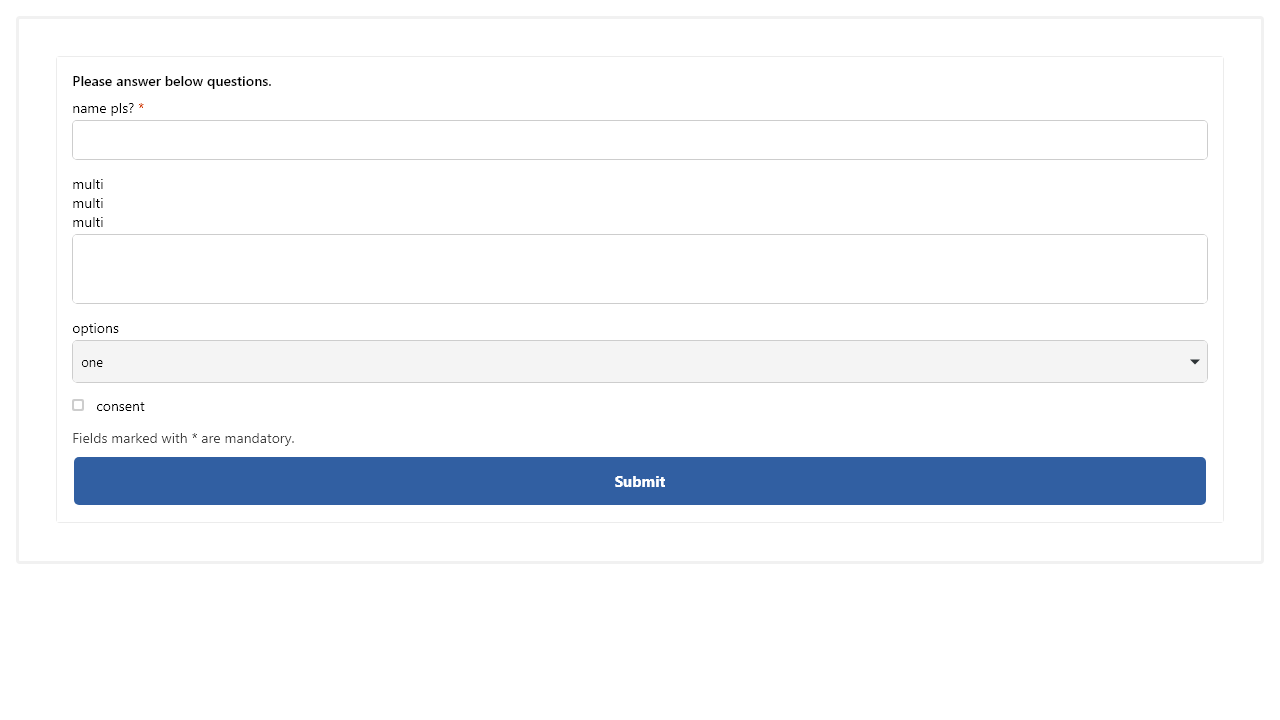 Please answer below questions.
name pls? *
multi
multi
multi
options
one
consent
Fields marked with * are mandatory.
Submit